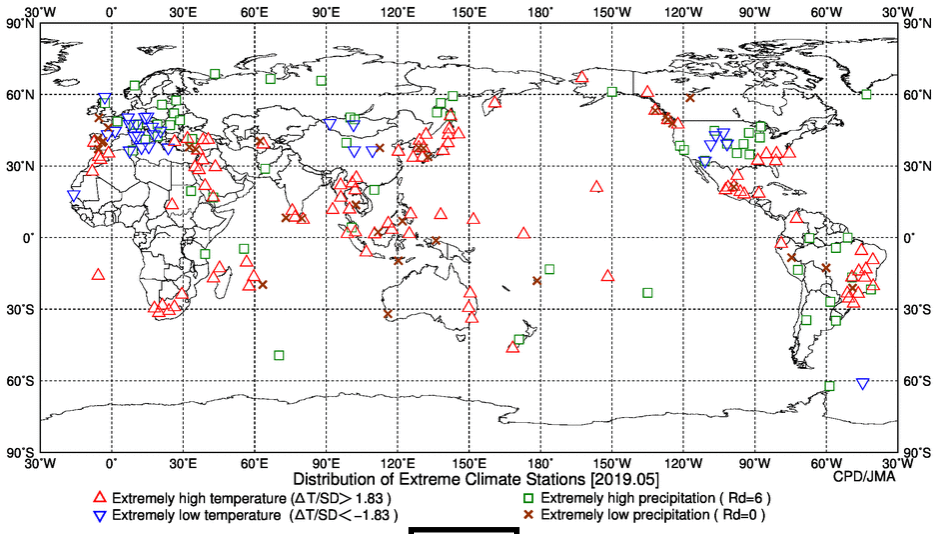 90°N 90°N
60°N 60°N
30°N 30°N
0° 0°
30°S 30°S
60°S 60°S
90°S 90°S
30°W 0° 30°E 60°E 90°E 120°E 150°E 180° 150°W 120°W 90°W 60°W 30°W
30°W 0° 30°E 60°E 90°E 120°E 150°E 180° 150°W 120°W 90°W 60°W 30°W
Distribution of Extreme Climate Stations [2019.05] CPD/JMA
Extremely high temperature (ΔT/SD> 1.83) Extremely high precipitation ( Rd=6 )
Extremely low temperature (ΔT/SD<-1.83 ) Extremely low precipitation ( Rd=0 )